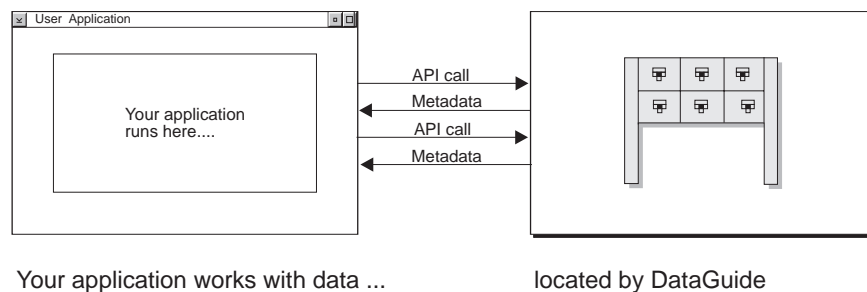 User Application
Your application
runs here....
API call
Metadata
API call
Metadata
Your application works with data ...
located by DataGuide